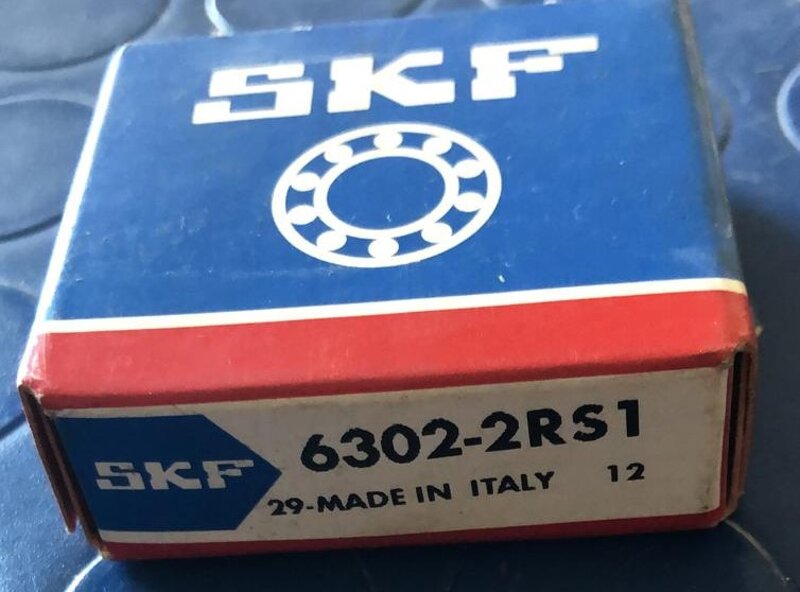 SKF
SKF
6302-2RS1
29-MADE IN ITALY 12